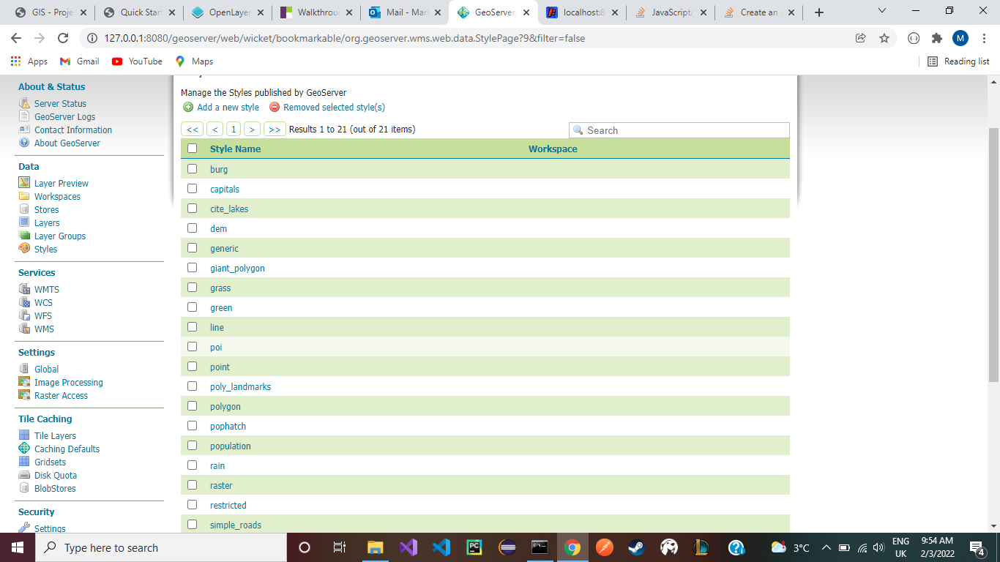 GIS - Proje
Quick Start
OpenLayer
Walkthrou
Mail - Mar
GeoServer:
localhost:8
JavaScript/
Create an A
127.0.0.1:8080/geoserver/web/wicket/bookmarkable/org.geoserver.wms.web.data.StylePage?98&filter=false
M
Apps
Gmail
YouTube
Maps
Reading list
About & Status
Server Status
GeoServer Logs
Contact Information
About GeoServer
Data
Layer Preview
Workspaces
Stores
Layers
Layer Groups
Styles
Services
WMTS
WCS
WFS
WMS
Settings
Global
Image Processing
Raster Access
Tile Caching
Tile Layers
Caching Defaults
Gridsets
Disk Quota
BlobStores
Security
Settings
Manage the Styles published by GeoServer
Add a new style
Removed selected style(s)
<< < 1 > >> Results 1 to 21 (out of 21 items)
Search
Style Name Workspace
burg
capitals
cite_lakes
dem
generic
giant_polygon
grass
green
line
poi
point
poly_landmarks
polygon
pophatch
population
rain
raster
restricted
simple_roads
Type here to search
PC
3°C
ENG
UK
9:54 AM
2/3/2022
4